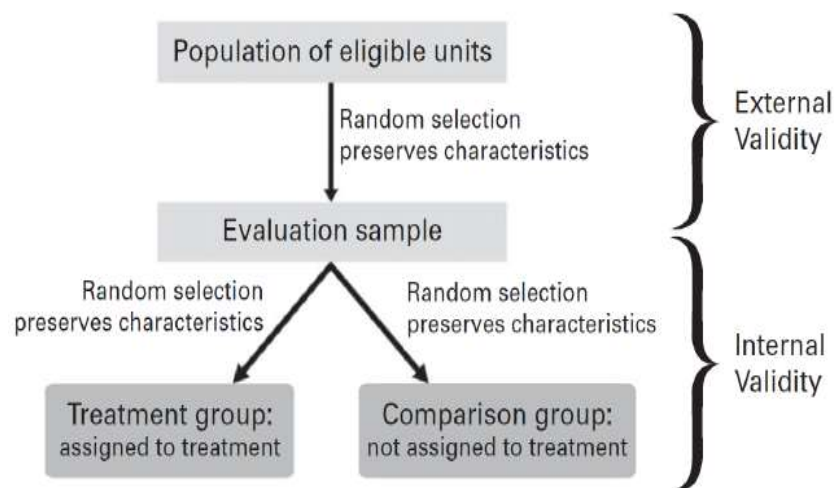 Population of eligible units
Random selection
preserves characteristics
External
Validity
Evaluation sample
Random selection
preserves characteristics
Random selection
preserves characteristics
Internal
Validity
Treatment group:
assigned to treatment
Comparison group:
not assigned to treatment